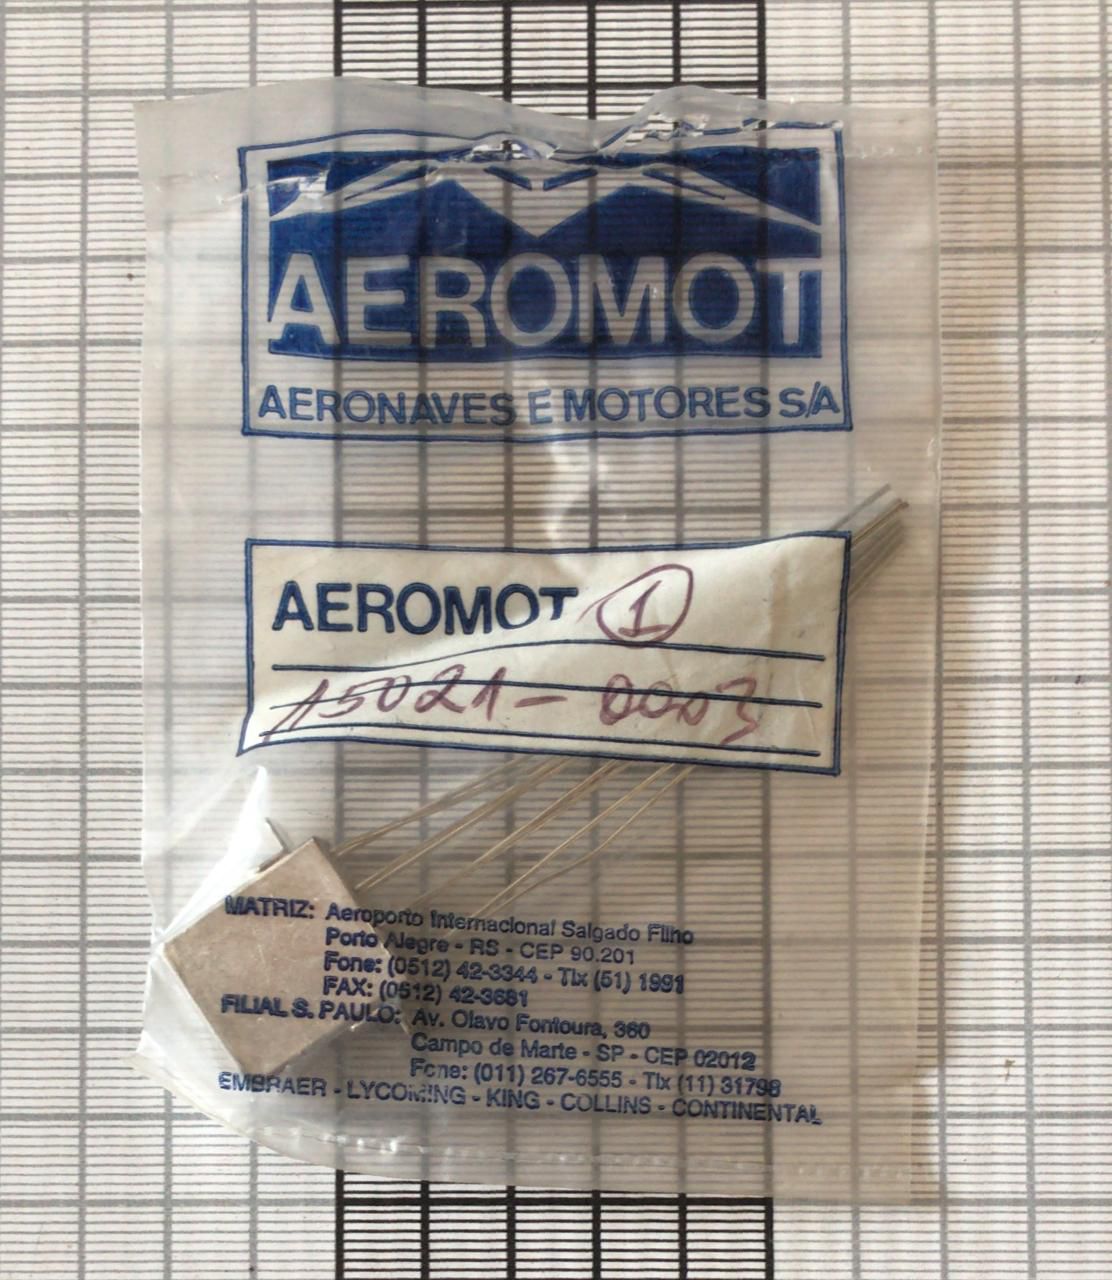 AEROMOT
AERONAVES E MOTORES S/A
AEROMOT 1
15021-0003
MATRIZ: Aeroporto Internacional Salgado Filho
Porto Alegre - RS - CEP 90.201
Fone: (0512) 42-3344 - Tlx (51) 1991
FAX: (0512) 42-3681
FILIAL S. PAULO: Av. Olavo Fontoura, 360
Campo de Marte - SP - CEP 02012
Fone: (011) 267-6555 - Tlx (11) 31798
EMBRAER - LYCOMING - KING - COLLINS - CONTINENTAL